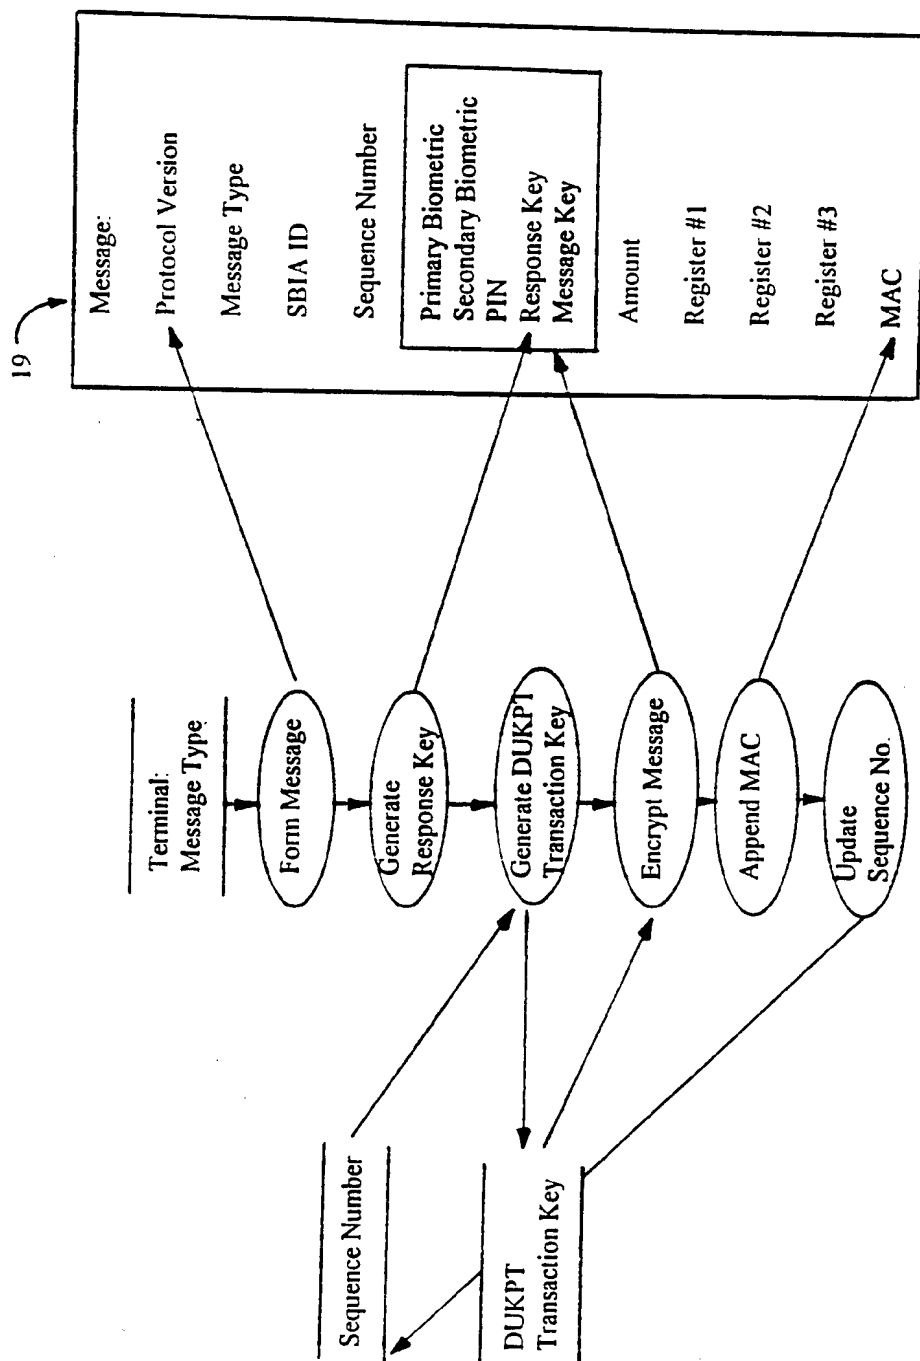 19
Message:
Protocol Version
Message Type
SBIA ID
Sequence Number
Primary Biometric
Secondary Biometric
PIN
Response Key
Message Key
Amount
Register #1
Register #2
Register #3
MAC
Terminal:
Message Type
Form Message
Generate
Response Key
Generate DUKPT
Transaction Key
Encrypt Message
Append MAC
Update
Sequence No.
Sequence Number
DUKPT
Transaction Key